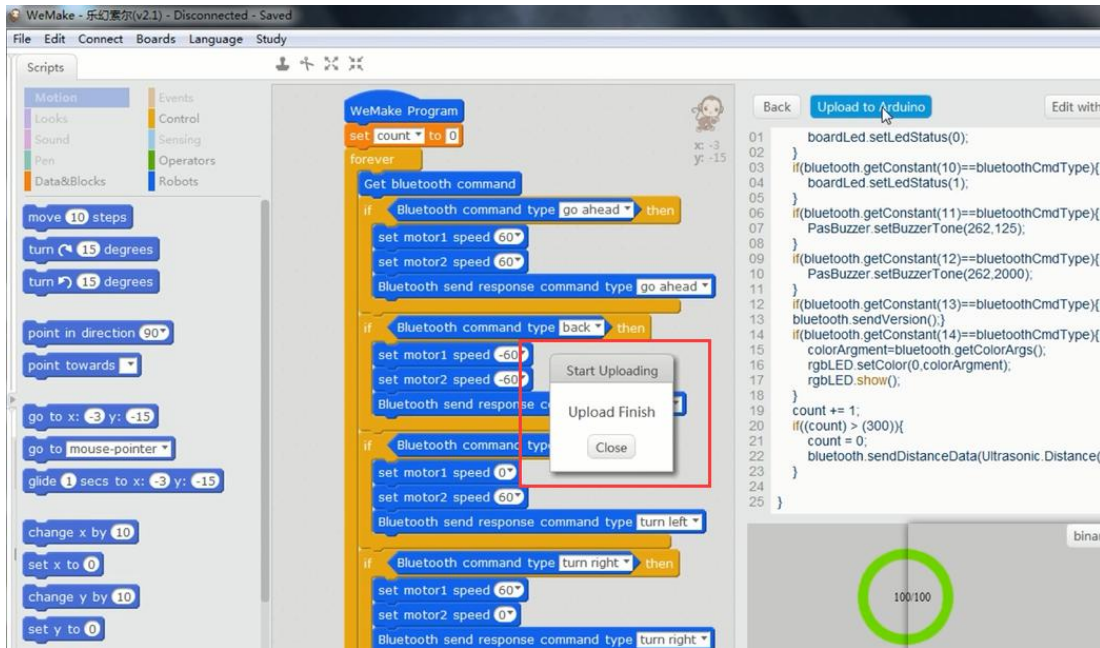 WeMake - 乐幻索尔(v2.1) - Disconnected - Saved
File Edit Connect Boards Language Study
Scripts
Motion Events
Looks Control
Sound Sensing
Pen Operators
Data&Blocks Robots
move 10 steps
turn 15 degrees
turn 15 degrees
point in direction 90
point towards
go to x: -3 y: -15
go to mouse-pointer
glide 1 secs to x: -3 y: -15
change x by 10
set x to 0
change y by 10
set y to 0
WeMake Program
set count to 0
forever
Get bluetooth command
if Bluetooth command type go ahead then
set motor1 speed 60
set motor2 speed 60
Bluetooth send response command type go ahead
if Bluetooth command type back then
set motor1 speed -60
set motor2 speed -60
Bluetooth send response c
if Bluetooth command typ
set motor1 speed 0
set motor2 speed 60
Bluetooth send response command type turn left
if Bluetooth command type turn right then
set motor1 speed 60
set motor2 speed 0
Bluetooth send response command type turn right
x: -3
y: -15
Start Uploading
Upload Finish
Close
Back Upload to Arduino Edit with
01 boardLed.setLedStatus(0);
02 }
03 if(bluetooth.getConstant(10)==bluetoothCmdType){
04 boardLed.setLedStatus(1);
05 }
06 if(bluetooth.getConstant(11)==bluetoothCmdType){
07 PasBuzzer.setBuzzerTone(262,125);
08 }
09 if(bluetooth.getConstant(12)==bluetoothCmdType){
10 PasBuzzer.setBuzzerTone(262,2000);
11 }
12 if(bluetooth.getConstant(13)==bluetoothCmdType){
13 bluetooth.sendVersion();}
14 if(bluetooth.getConstant(14)==bluetoothCmdType){
15 colorArgment=bluetooth.getColorArgs();
16 rgbLED.setColor(0,colorArgment);
17 rgbLED.show();
18 }
19 count += 1;
20 if((count) > (300)){
21 count = 0;
22 bluetooth.sendDistanceData(Ultrasonic.Distance(
23 }
24
25 }
binar
100/100